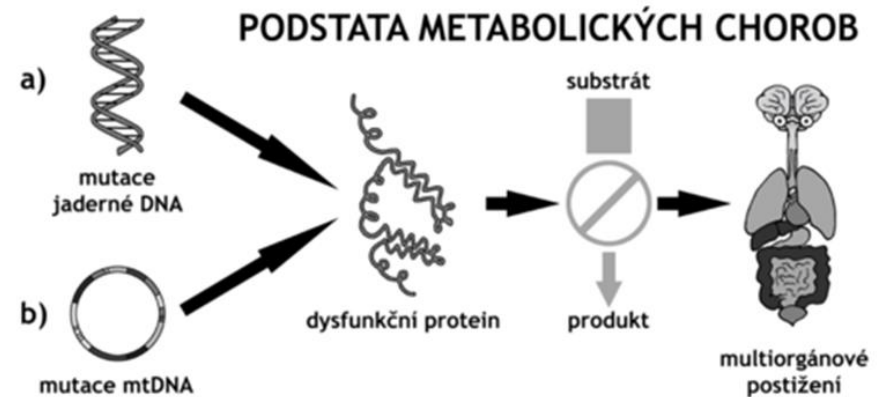 PODSTATA METABOLICKÝCH CHOROB
a)
mutace
jaderné DNA
b)
mutace mtDNA
dysfunkční protein
substrát
produkt
multiorgánové
postižení